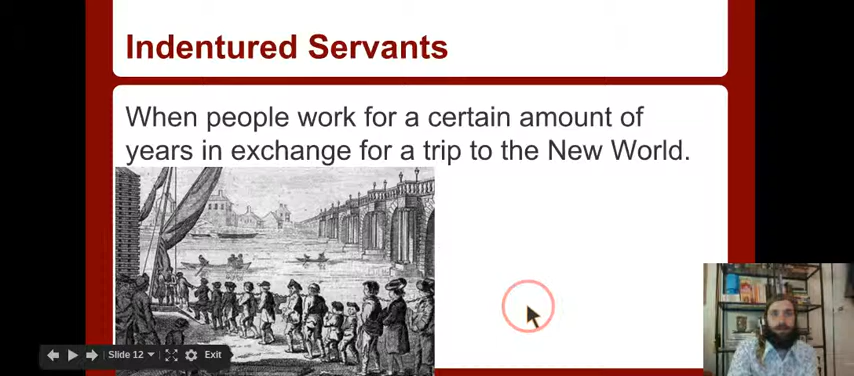 Indentured Servants
When people work for a certain amount of
years in exchange for a trip to the New World.
Slide 12
Exit